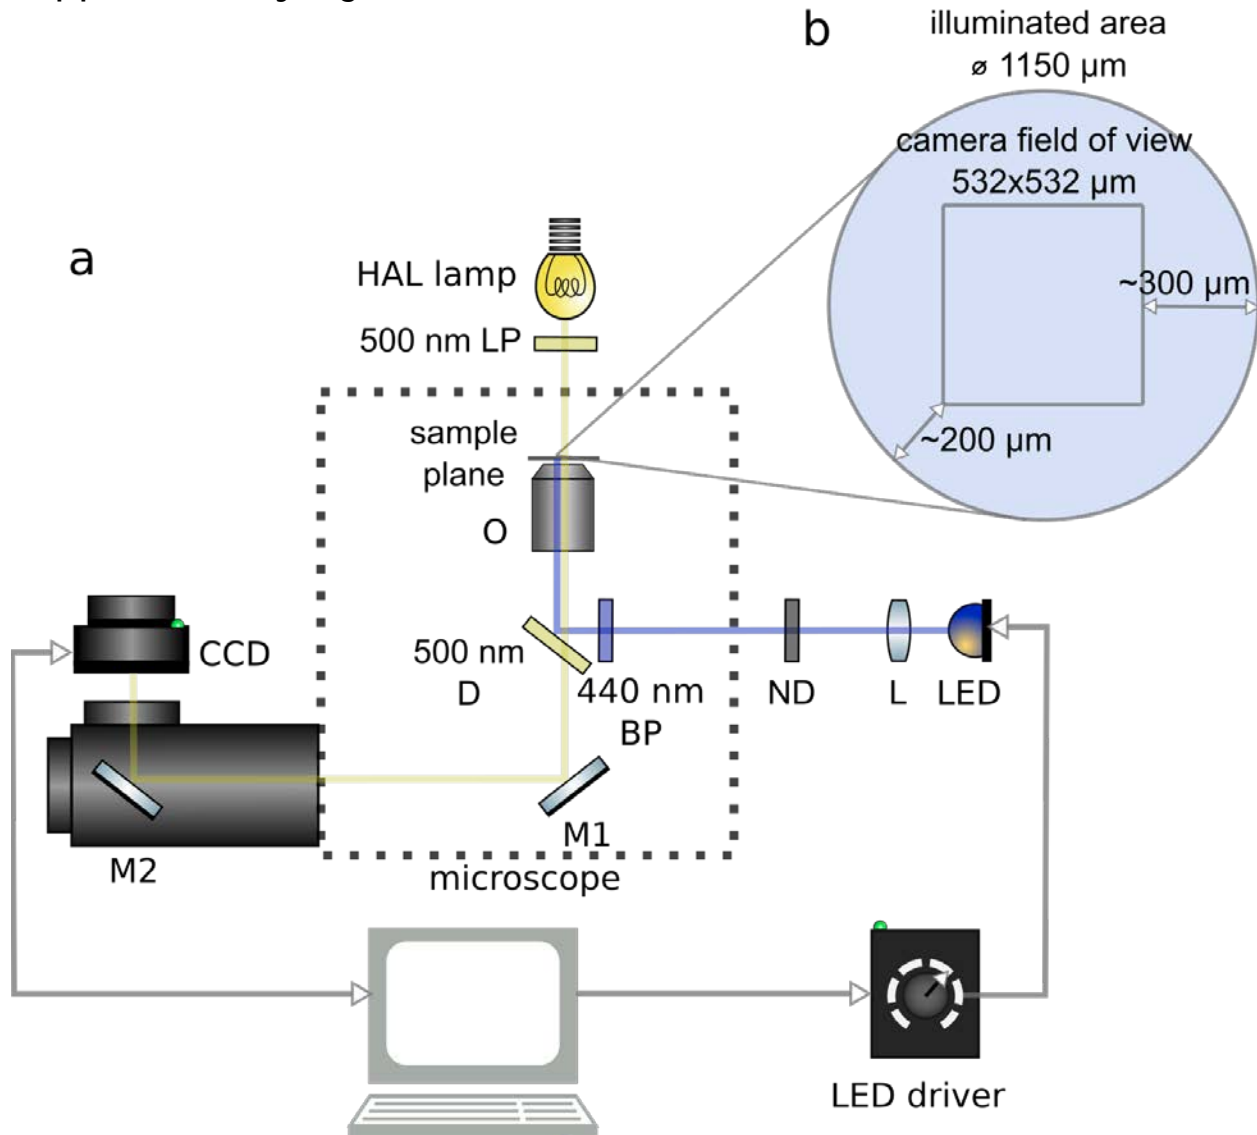 b
illuminated area
ø 1150 µm
camera field of view
532x532 µm
~300 µm
~200 µm
a
HAL lamp
500 nm LP
sample
plane
O
CCD
500 nm
D
440 nm
BP
ND
L
LED
M1
M2
microscope
LED driver